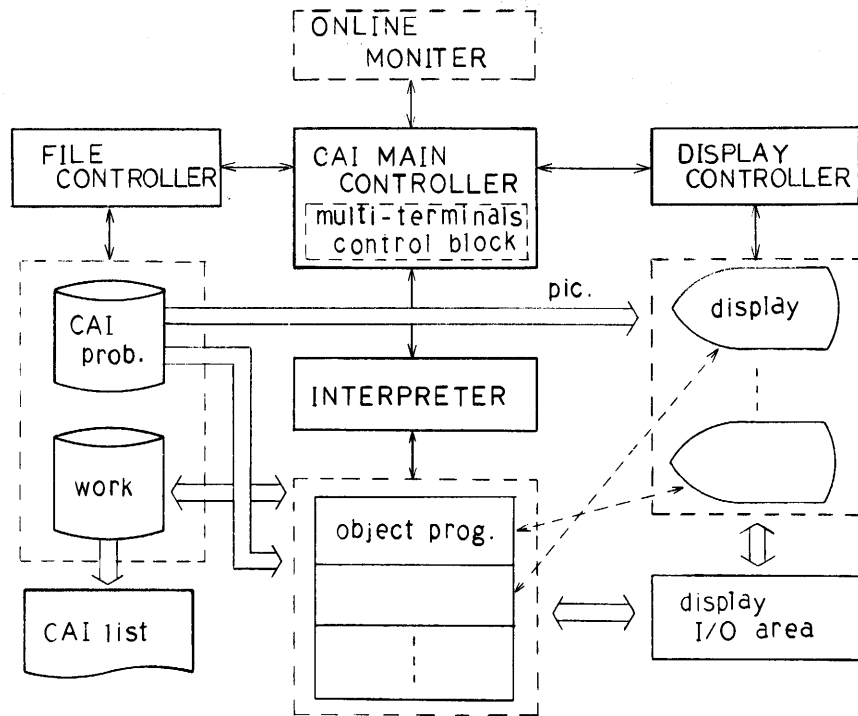 ONLINE
MONITER
FILE
CONTROLLER
CAI MAIN
CONTROLLER
multi-terminals
control block
DISPLAY
CONTROLLER
CAI
prob.
pic.
display
INTERPRETER
work
object prog.
CAI list
display
I/O area